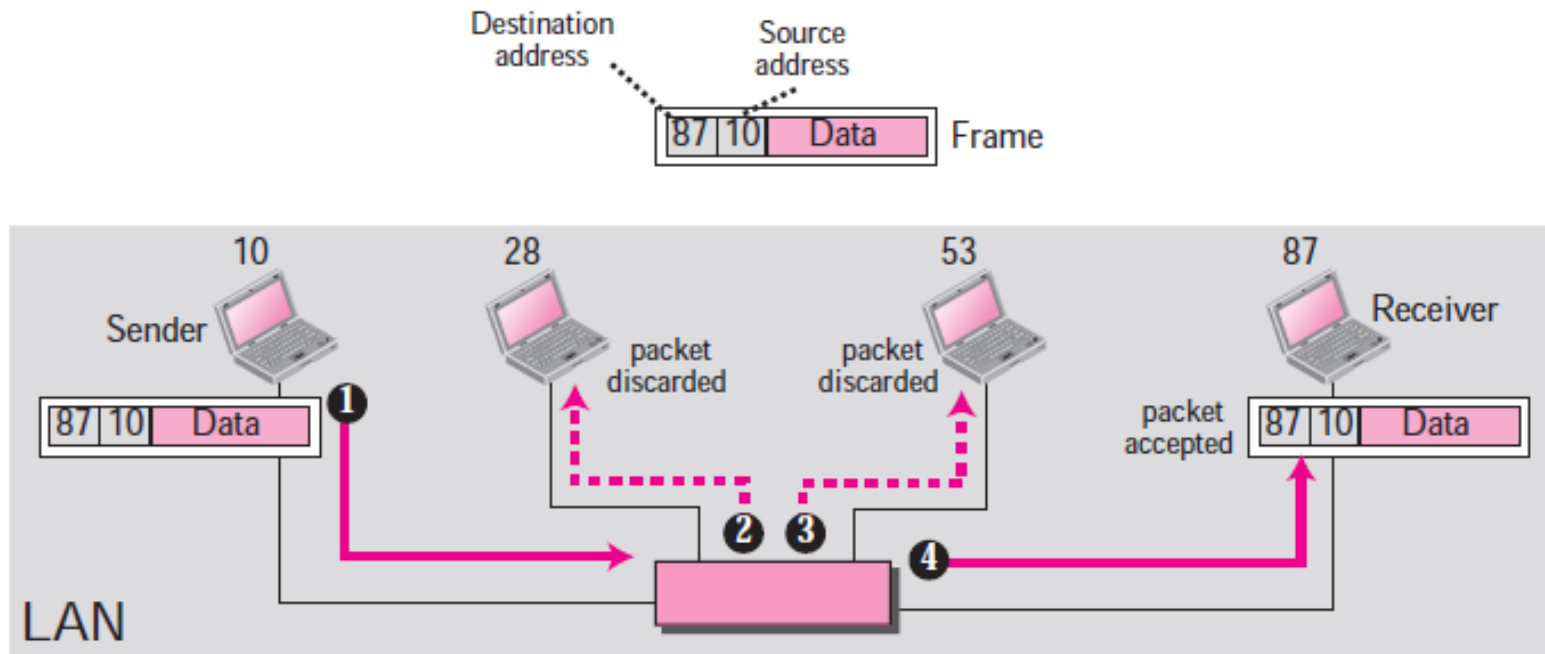 Destination
address
Source
address
87 10 Data
Frame
10
28
53
87
Sender
packet
discarded
packet
discarded
Receiver
1
87 10 Data
packet
accepted
87 10 Data
2
3
4
LAN